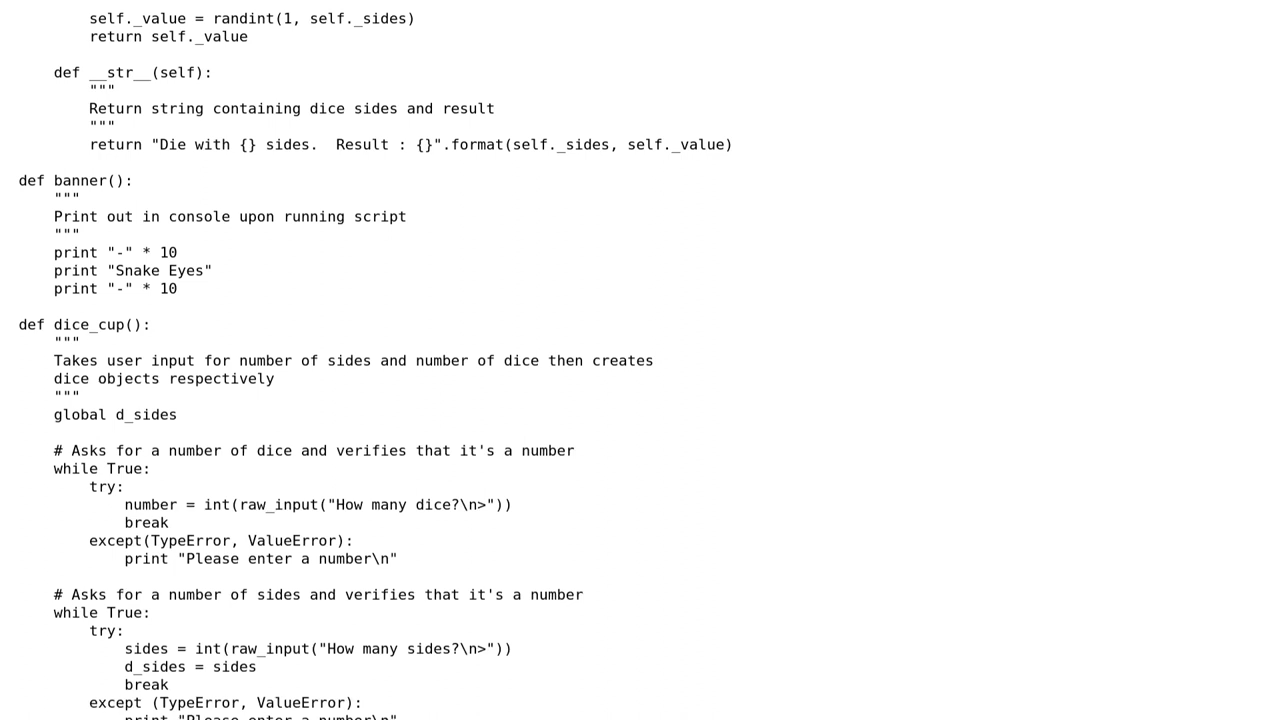 self._value = randint(1, self._sides)
        return self._value

    def __str__(self):
        """
        Return string containing dice sides and result
        """
        return "Die with {} sides.  Result : {}".format(self._sides, self._value)

def banner():
    """
    Print out in console upon running script
    """
    print "-" * 10
    print "Snake Eyes"
    print "-" * 10

def dice_cup():
    """
    Takes user input for number of sides and number of dice then creates
    dice objects respectively
    """
    global d_sides

    # Asks for a number of dice and verifies that it's a number
    while True:
        try:
            number = int(raw_input("How many dice?\n>"))
            break
        except(TypeError, ValueError):
            print "Please enter a number\n"

    # Asks for a number of sides and verifies that it's a number
    while True:
        try:
            sides = int(raw_input("How many sides?\n>"))
            d_sides = sides
            break
        except (TypeError, ValueError):
            print "Please enter a number\n"